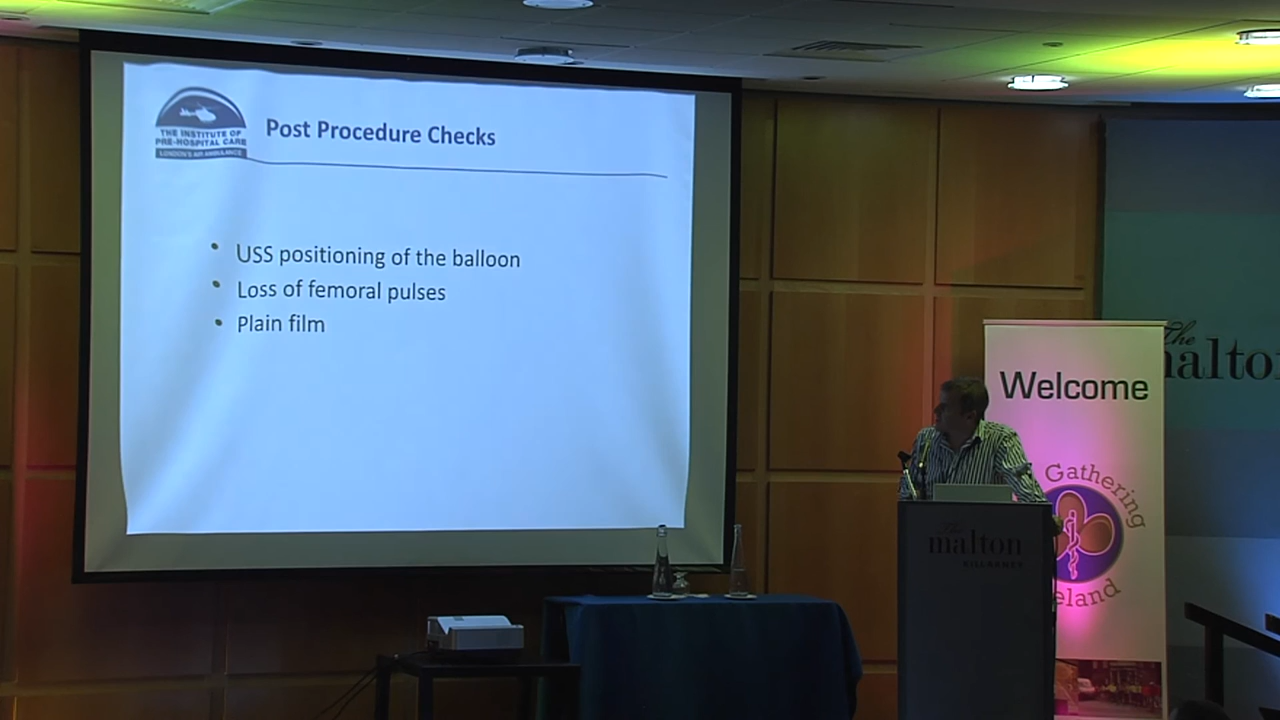 THE INSTITUTE OF
PRE-HOSPITAL CARE
LONDON'S AIR AMBULANCE
Post Procedure Checks
• USS positioning of the balloon
• Loss of femoral pulses
• Plain film
Welcome
Gathering
eland
The
malton
The
malton
KILLARNEY